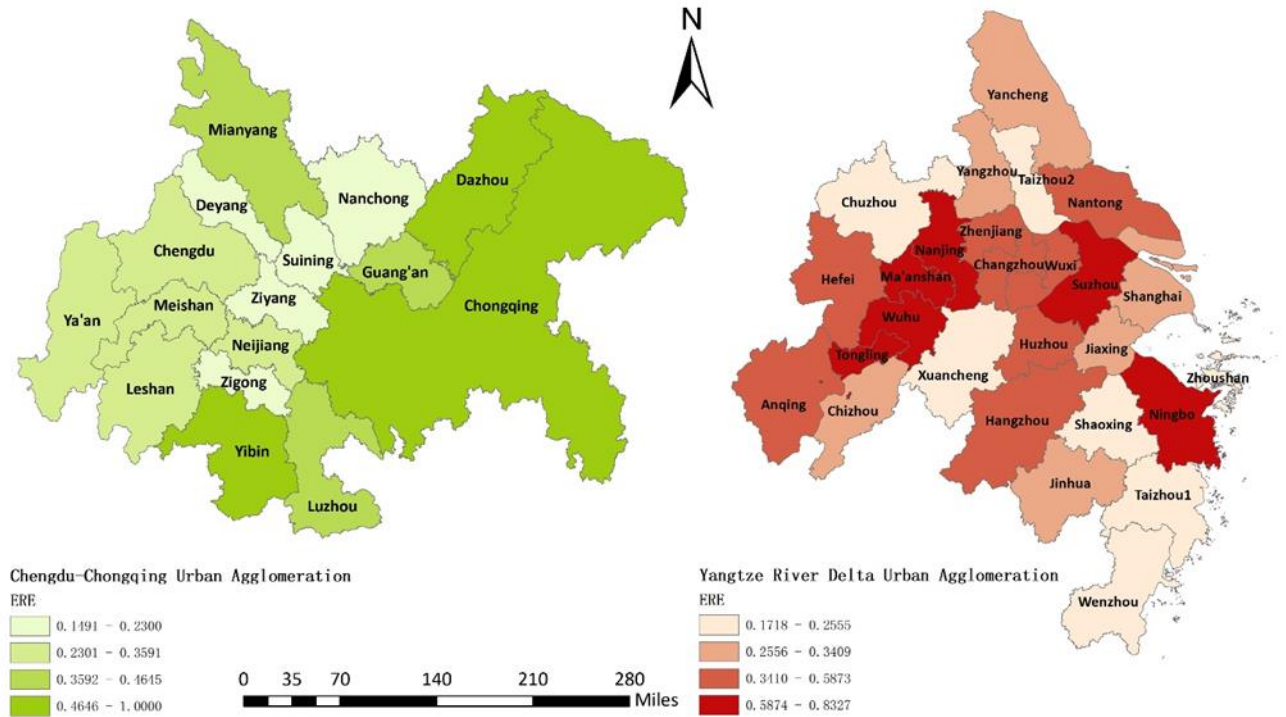 N
Mianyang
Deyang
Nanchong
Dazhou
Chengdu
Suining
Guang'an
Ya'an
Meishan
Ziyang
Chongqing
Neijiang
Leshan
Zigong
Yibin
Luzhou
Yancheng
Yangzhou
Taizhou2
Chuzhou
Nantong
Zhenjiang
Nanjing
Hefei
Ma'anshan
Changzhou
Wuxi
Suzhou
Shanghai
Wuhu
Huzhou
Jiaxing
Tongling
Xuancheng
Zhoushan
Anqing
Chizhou
Hangzhou
Shaoxing
Ningbo
Jinhua
Taizhou1
Wenzhou
Chengdu-Chongqing Urban Agglomeration
ERE
0.1491 - 0.2300
0.2301 - 0.3591
0.3592 - 0.4645
0.4646 - 1.0000
0 35 70 140 210 280
Miles
Yangtze River Delta Urban Agglomeration
ERE
0.1718 - 0.2555
0.2556 - 0.3409
0.3410 - 0.5873
0.5874 - 0.8327